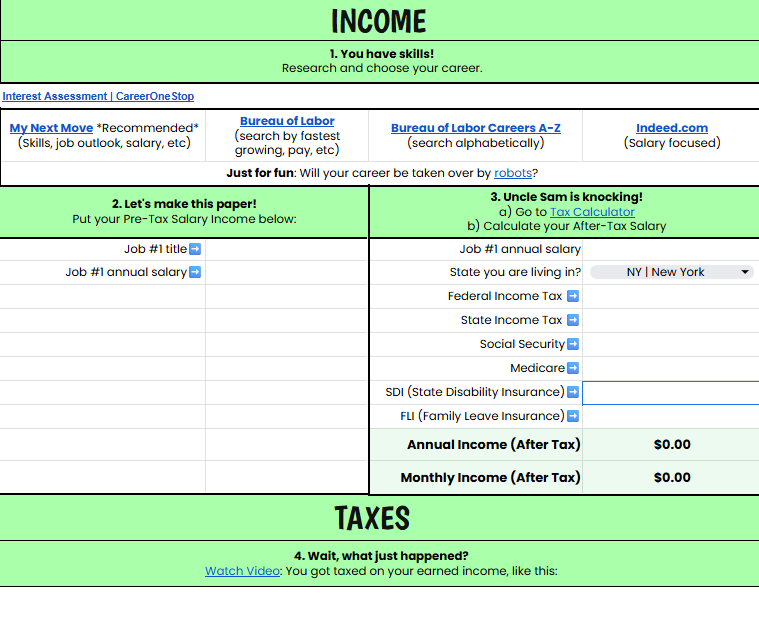 INCOME
1. You have skills!
Research and choose your career.
Interest Assessment | CareerOneStop
My Next Move *Recommended*
(Skills, job outlook, salary, etc)
Bureau of Labor
(search by fastest
growing, pay, etc)
Bureau of Labor Careers A-Z
(search alphabetically)
Indeed.com
(Salary focused)
Just for fun: Will your career be taken over by robots?
2. Let's make this paper!
Put your Pre-Tax Salary Income below:
3. Uncle Sam is knocking!
a) Go to Tax Calculator
b) Calculate your After-Tax Salary
Job #1 title ➡️
Job #1 annual salary ➡️
Job #1 annual salary
State you are living in? NY | New York
Federal Income Tax ➡️
State Income Tax ➡️
Social Security ➡️
Medicare ➡️
SDI (State Disability Insurance) ➡️
FLI (Family Leave Insurance) ➡️
Annual Income (After Tax) $0.00
Monthly Income (After Tax) $0.00
TAXES
4. Wait, what just happened?
Watch Video: You got taxed on your earned income, like this: